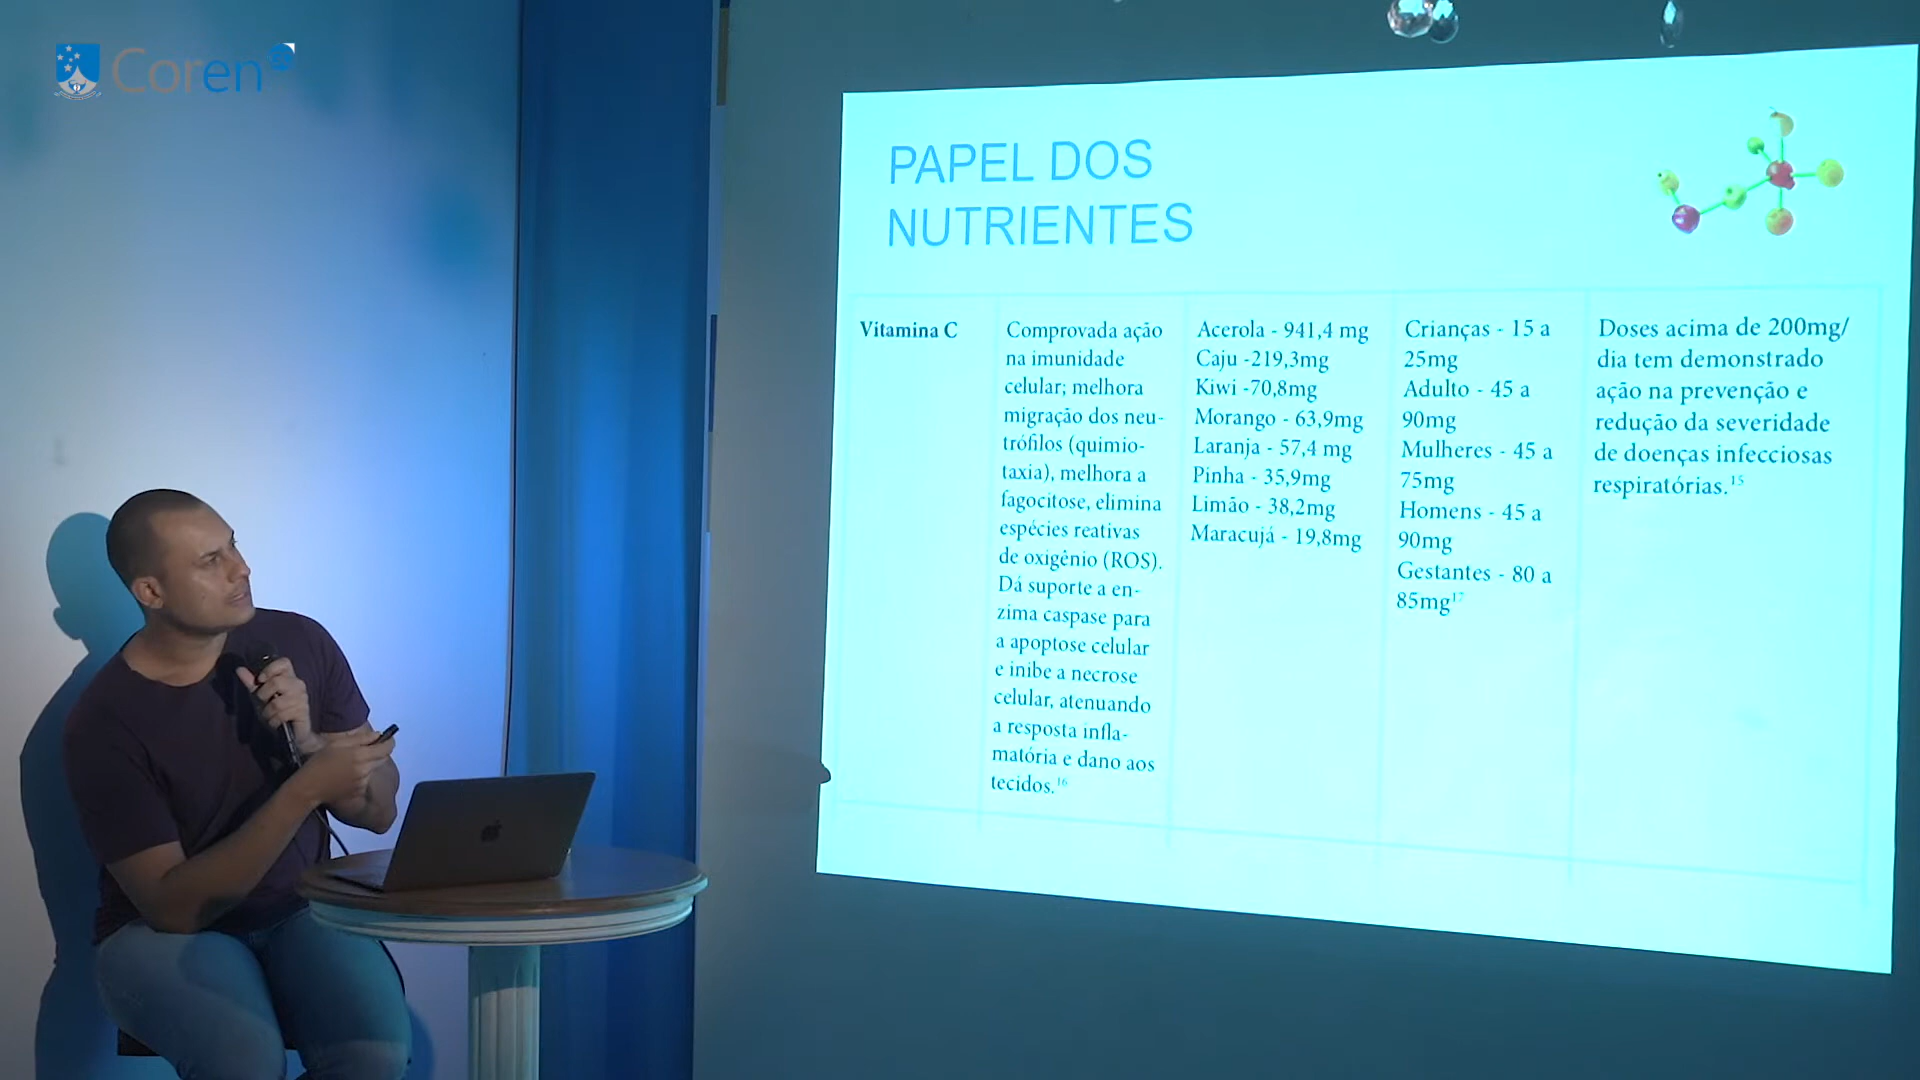 Coren
PAPEL DOS
NUTRIENTES
Vitamina C
Comprovada ação
na imunidade
celular; melhora
migração dos neu-
trófilos (quimio-
taxia), melhora a
fagocitose, elimina
espécies reativas
de oxigênio (ROS).
Dá suporte a en-
zima caspase para
a apoptose celular
e inibe a necrose
celular, atenuando
a resposta infla-
matória e dano aos
tecidos.16
Acerola - 941,4 mg
Caju -219,3mg
Kiwi -70,8mg
Morango - 63,9mg
Laranja - 57,4 mg
Pinha - 35,9mg
Limão - 38,2mg
Maracujá - 19,8mg
Crianças - 15 a
25mg
Adulto - 45 a
90mg
Mulheres - 45 a
75mg
Homens - 45 a
90mg
Gestantes - 80 a
85mg17
Doses acima de 200mg/
dia tem demonstrado
ação na prevenção e
redução da severidade
de doenças infecciosas
respiratórias.15